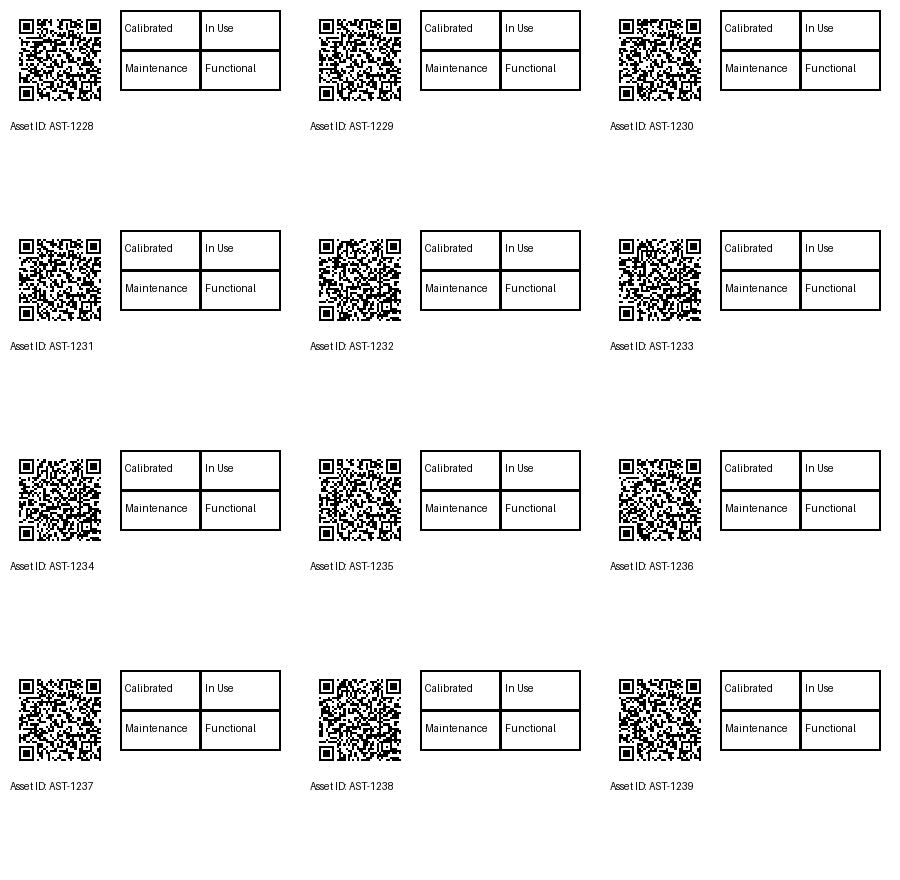 Calibrated In Use Calibrated In Use Calibrated In Use
Maintenance Functional Maintenance Functional Maintenance Functional
Asset ID: AST-1228 Asset ID: AST-1229 Asset ID: AST-1230
Calibrated In Use Calibrated In Use Calibrated In Use
Maintenance Functional Maintenance Functional Maintenance Functional
Asset ID: AST-1231 Asset ID: AST-1232 Asset ID: AST-1233
Calibrated In Use Calibrated In Use Calibrated In Use
Maintenance Functional Maintenance Functional Maintenance Functional
Asset ID: AST-1234 Asset ID: AST-1235 Asset ID: AST-1236
Calibrated In Use Calibrated In Use Calibrated In Use
Maintenance Functional Maintenance Functional Maintenance Functional
Asset ID: AST-1237 Asset ID: AST-1238 Asset ID: AST-1239